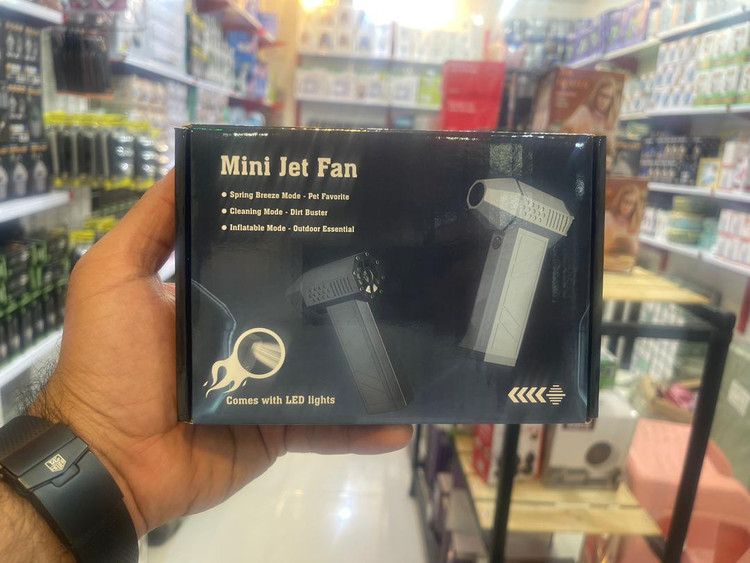 Mini Jet Fan
● Spring Breeze Mode - Pet Favorite
● Cleaning Mode - Dirt Buster
● Inflatable Mode - Outdoor Essential
Comes with LED lights